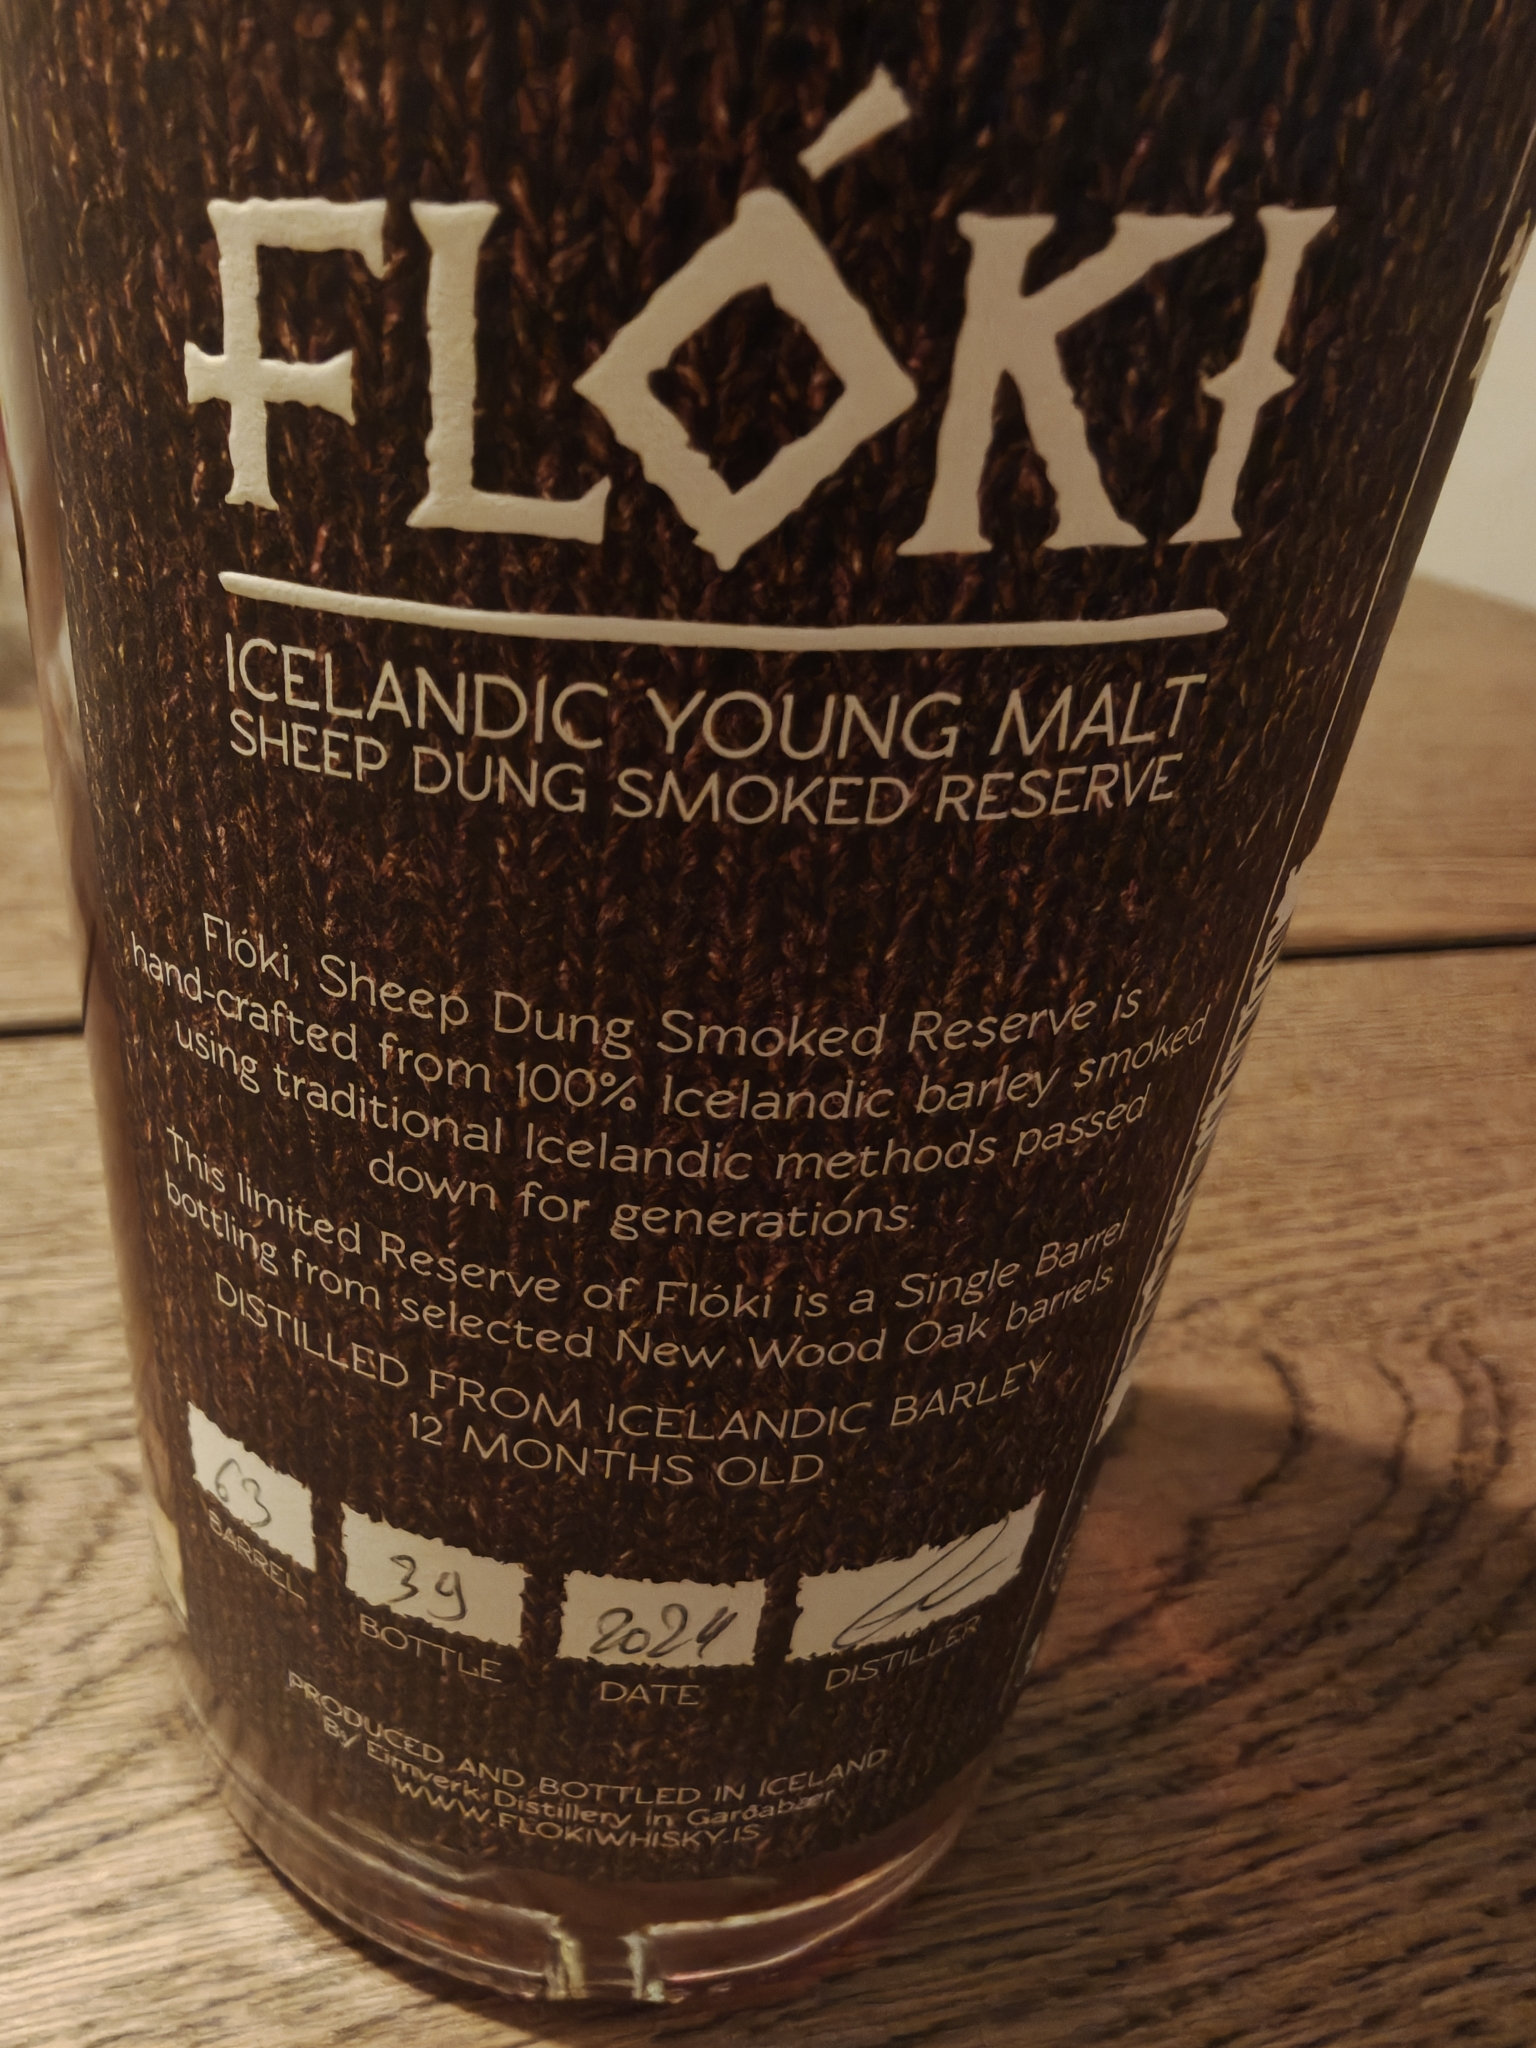 FLÓKI
ICELANDIC YOUNG MALT
SHEEP DUNG SMOKED RESERVE
Flóki, Sheep Dung Smoked Reserve is
hand-crafted from 100% Icelandic barley smoked
using traditional Icelandic methods passed
down for generations.
This limited Reserve of Flóki is a Single Barrel
bottling from selected New Wood Oak barrels.
DISTILLED FROM ICELANDIC BARLEY
12 MONTHS OLD
63 39 2024
BARREL BOTTLE DATE DISTILLER
PRODUCED AND BOTTLED IN ICELAND
By Eimverk Distillery in Garðabær
WWW.FLOKIWHISKY.IS